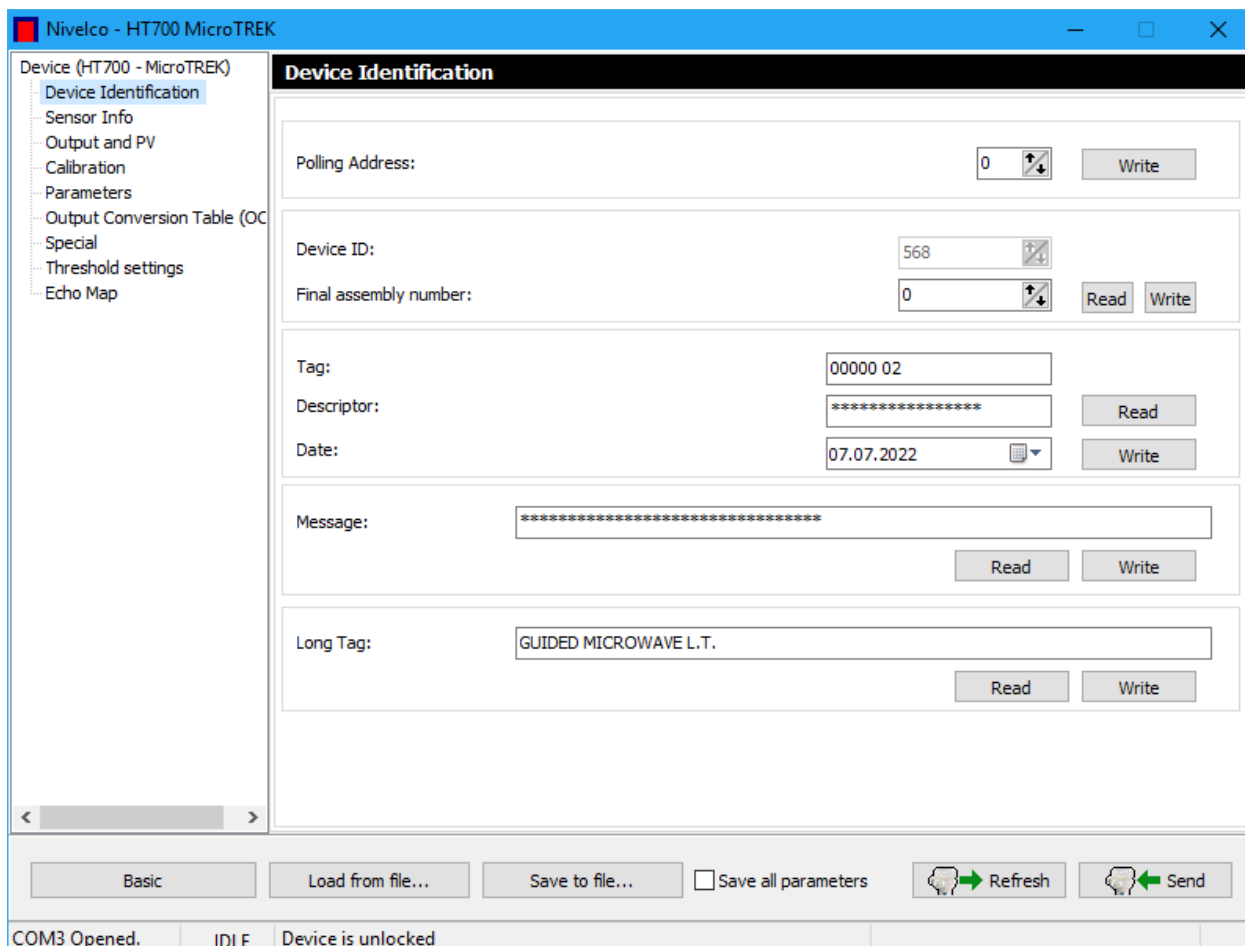 Nivelco - HT700 MicroTREK
Device (HT700 - MicroTREK)
Device Identification
Sensor Info
Output and PV
Calibration
Parameters
Output Conversion Table (OC
Special
Threshold settings
Echo Map
Device Identification
Polling Address:
0
Write
Device ID:
568
Final assembly number:
0
Read Write
Tag:
00000 02
Descriptor:
****************
Read
Date:
07.07.2022
Write
Message:
********************************
Read Write
Long Tag:
GUIDED MICROWAVE L.T.
Read Write
Basic Load from file... Save to file... Save all parameters Refresh Send
COM3 Opened. IDLE Device is unlocked